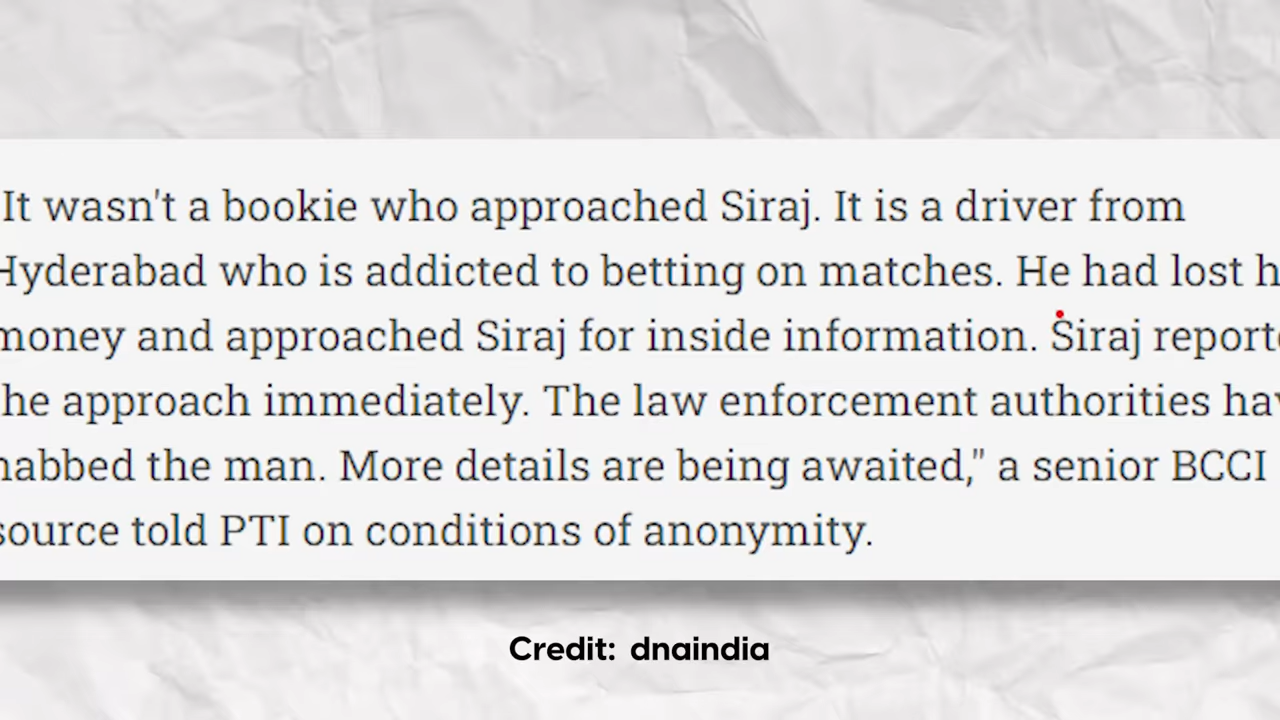 It wasn't a bookie who approached Siraj. It is a driver from
Hyderabad who is addicted to betting on matches. He had lost
money and approached Siraj for inside information. Siraj
the approach immediately. The law enforcement authorities
nabbed the man. More details are being awaited," a senior BCCI
source told PTI on conditions of anonymity.
Credit: dnaindia